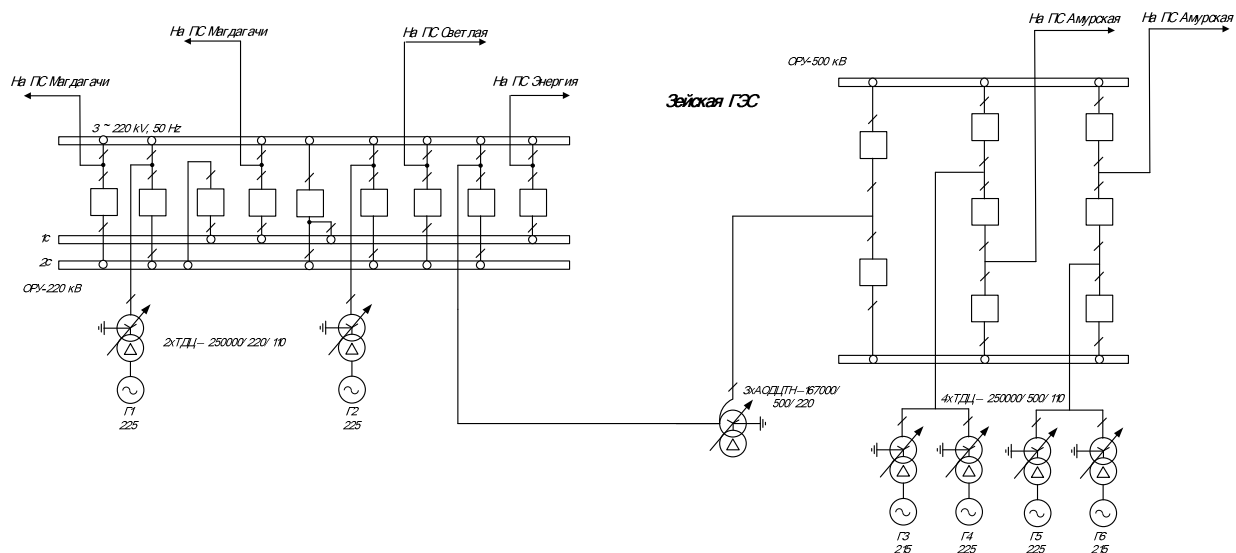 На ПС Магдагачи
На ПС Светлая
На ПС Амурская
На ПС Амурская
На ПС Магдагачи
На ПС Энергия
Зейская ГЭС
ОРУ-500 кВ
3 ~ 220 kV, 50 Hz
1с
2с
ОРУ-220 кВ
2хТДЦ – 250000/220/110
3хАОДЦТН – 167000/
500/220
4хТДЦ – 250000/500/110
Г1
225
Г2
225
Г3
215
Г4
225
Г5
225
Г6
215